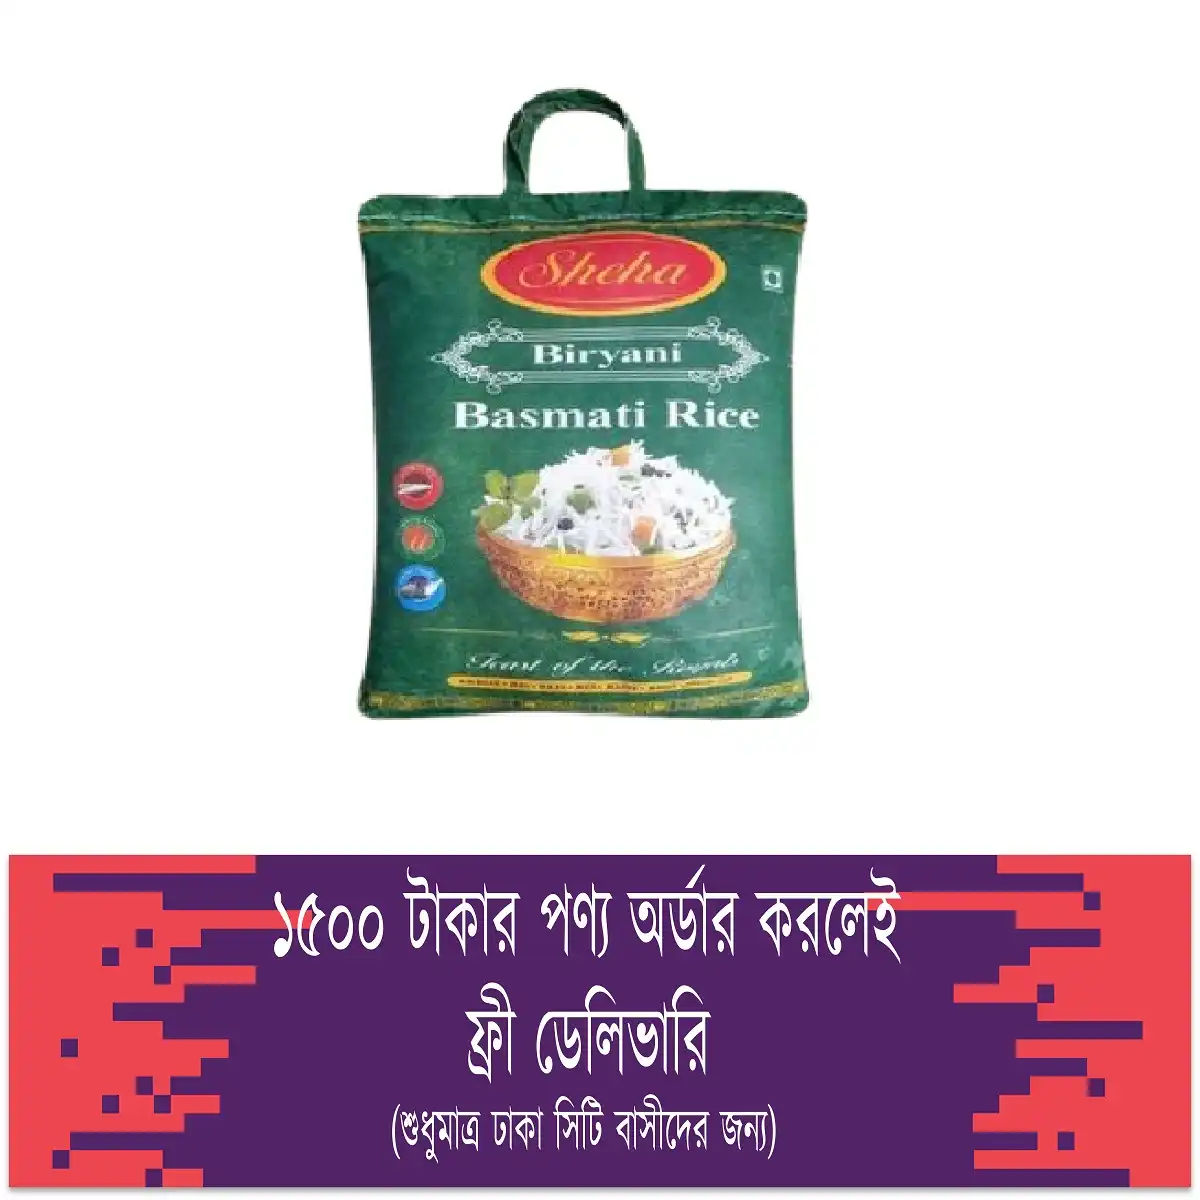 Sheha
Biryani
Basmati Rice
১৫০০ টাকার পণ্য অর্ডার করলেই
ফ্রী ডেলিভারি
(শুধুমাত্র ঢাকা সিটি বাসীদের জন্য)